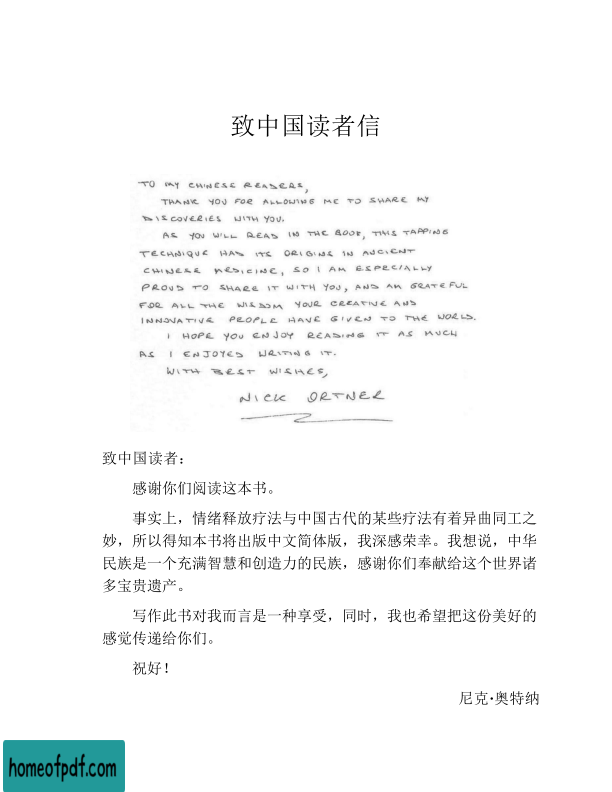 致中国读者信
TO MY CHINESE READERS,
THANK YOU FOR ALLOWING ME TO SHARE MY
DISCOVERIES WITH YOU.
AS YOU WILL READ IN THE BOOK, THIS TAPPING
TECHNIQUE HAS ITS ORIGINS IN ANCIENT
CHINESE MEDICINE, SO I AM ESPECIALLY
PROUD TO SHARE IT WITH YOU, AND AM GRATEFUL
FOR ALL THE WISDOM YOUR CREATIVE AND
INNOVATIVE PEOPLE HAVE GIVEN TO THE WORLD.
I HOPE YOU ENJOY READING IT AS MUCH
AS I ENJOYED WRITING IT.
WITH BEST WISHES,
NICK ORTNER
致中国读者：
感谢你们阅读这本书。
事实上，情绪释放疗法与中国古代的某些疗法有着异曲同工之
妙，所以得知本书将出版中文简体版，我深感荣幸。我想说，中华
民族是一个充满智慧和创造力的民族，感谢你们奉献给这个世界诸
多宝贵遗产。
写作此书对我而言是一种享受，同时，我也希望把这份美好的
感觉传递给你们。
祝好！
尼克·奥特纳
homeofpdf.com